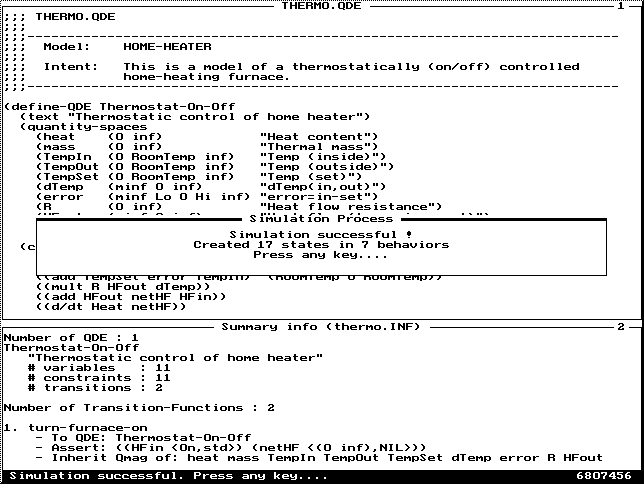 THERMO.QDE 1
;;; THERMO.QDE
;;;
;;;--------------------------------------------------------------------------
;;; Model: HOME-HEATER
;;;
;;; Intent: This is a model of a thermostatically (on/off) controlled
;;; home-heating furnace.
;;;--------------------------------------------------------------------------
(define-QDE Thermostat-On-Off
(text "Thermostatic control of home heater")
(quantity-spaces
(heat (0 inf) "Heat content")
(mass (0 inf) "Thermal mass")
(TempIn (0 RoomTemp inf) "Temp (inside)")
(TempOut (0 RoomTemp inf) "Temp (outside)")
(TempSet (0 RoomTemp inf) "Temp (set)")
(dTemp (minf 0 inf) "dTemp(in,out)")
(error (minf Lo 0 Hi inf) "error=in-set")
(R (0 inf) "Heat flow resistance")
Simulation Process
Simulation successful !
Created 17 states in 7 behaviors
Press any key....
(c
((add TempSet error TempIn) (RoomTemp 0 RoomTemp))
((mult R HFout dTemp))
((add HFout netHF HFin))
((d/dt Heat netHF))
Summary info (thermo.INF) 2
Number of QDE : 1
Thermostat-On-Off
"Thermostatic control of home heater"
# variables : 11
# constraints : 11
# transitions : 2
Number of Transition-Functions : 2
1. turn-furnace-on
- To QDE: Thermostat-On-Off
- Assert: ((HFin <On,std>) (netHF <(0 inf),NIL>))
- Inherit Qmag of: heat mass TempIn TempOut TempSet dTemp error R HFout
Simulation successful. Press any key.... 6807456